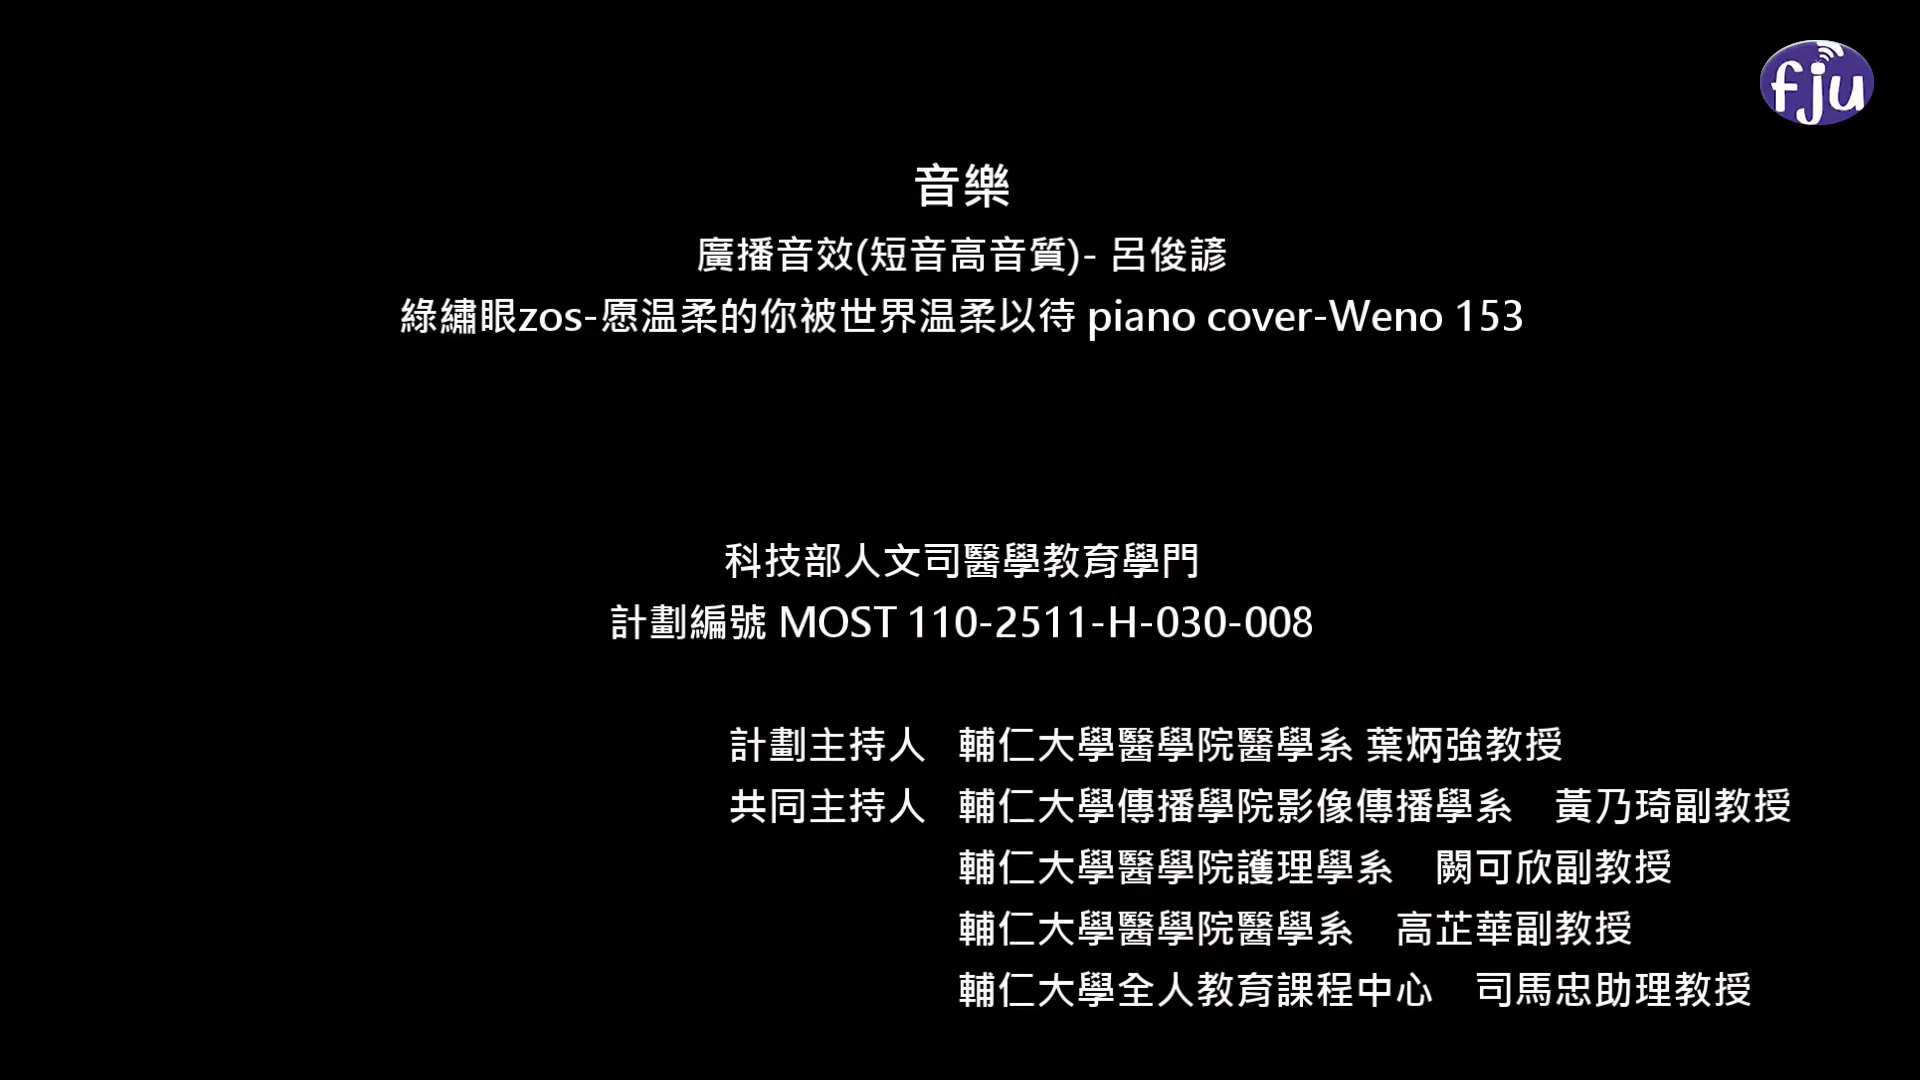 fju
音樂
廣播音效(短音高音質)- 呂俊諺
綠繡眼zos-愿温柔的你被世界温柔以待 piano cover-Weno 153
科技部人文司醫學教育學門
計劃編號 MOST 110-2511-H-030-008
計劃主持人 輔仁大學醫學院醫學系 葉炳強教授
共同主持人 輔仁大學傳播學院影像傳播學系 黃乃琦副教授
輔仁大學醫學院護理學系 闕可欣副教授
輔仁大學醫學院醫學系 高芷華副教授
輔仁大學全人教育課程中心 司馬忠助理教授